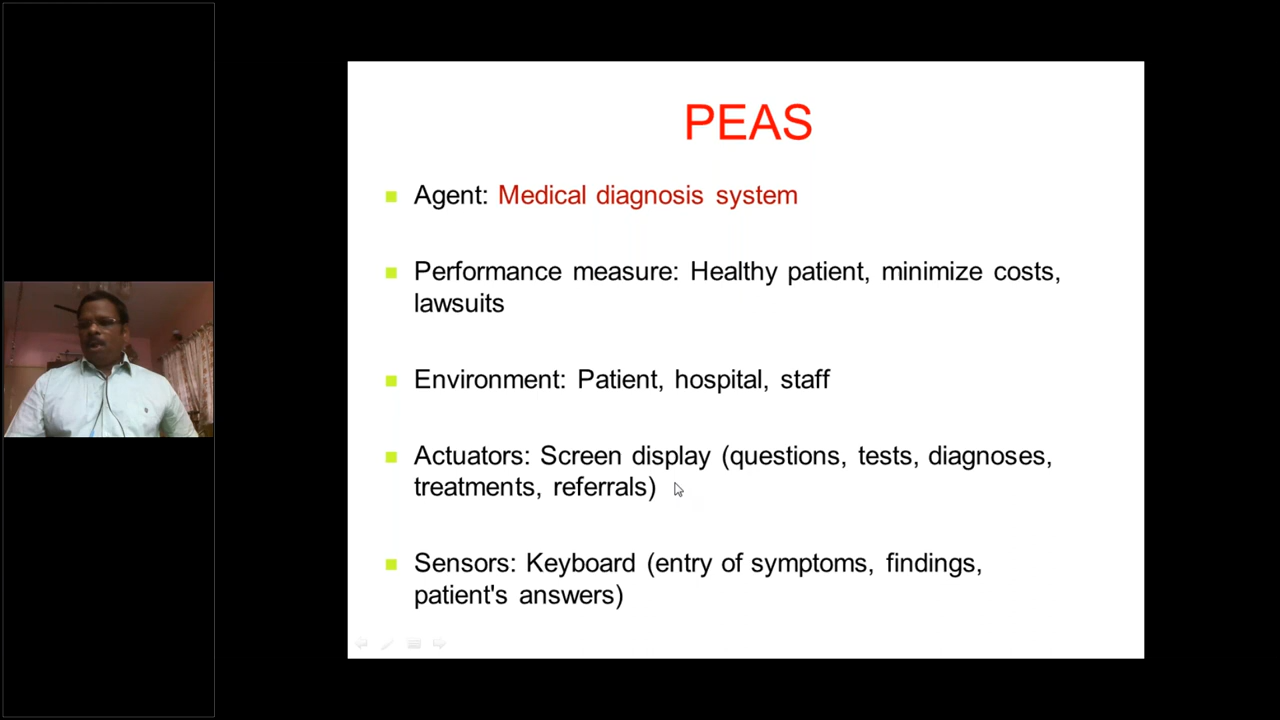 PEAS
Agent: Medical diagnosis system
Performance measure: Healthy patient, minimize costs,
lawsuits
Environment: Patient, hospital, staff
Actuators: Screen display (questions, tests, diagnoses,
treatments, referrals)
Sensors: Keyboard (entry of symptoms, findings,
patient's answers)